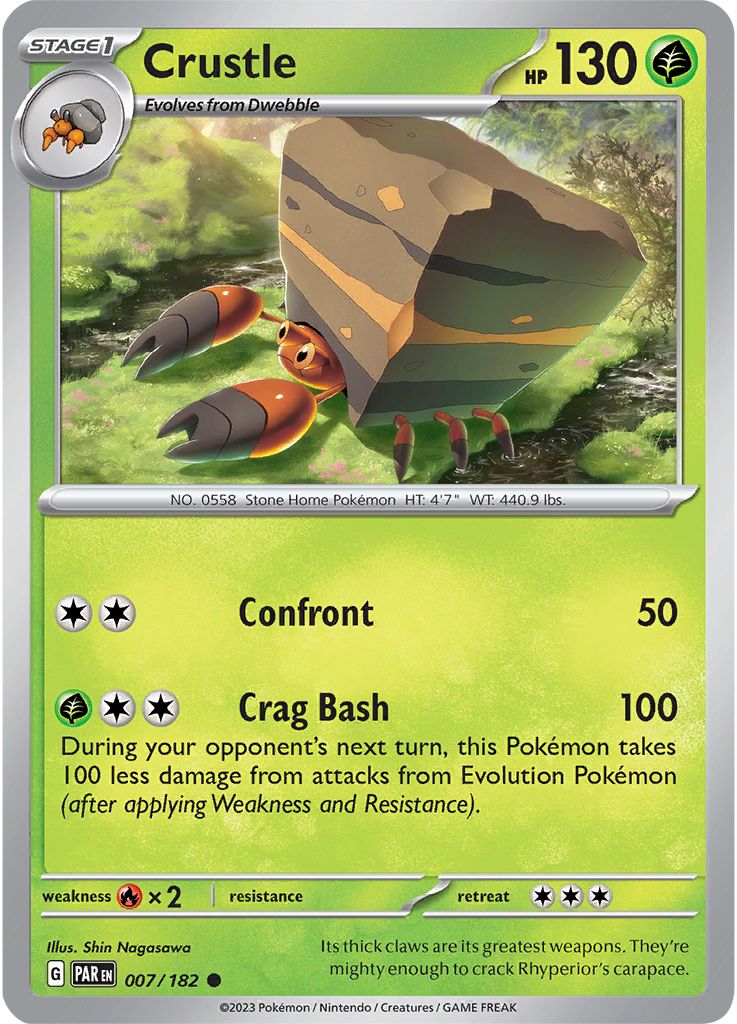 STAGE1
Crustle
HP 130
Evolves from Dwebble
NO. 0558 Stone Home Pokémon HT: 4'7" WT: 440.9 lbs.
Confront 50
Crag Bash 100
During your opponent's next turn, this Pokémon takes
100 less damage from attacks from Evolution Pokémon
(after applying Weakness and Resistance).
weakness × 2 resistance retreat
Illus. Shin Nagasawa
G PAR EN 007/182
Its thick claws are its greatest weapons. They're
mighty enough to crack Rhyperior's carapace.
©2023 Pokémon / Nintendo / Creatures / GAME FREAK